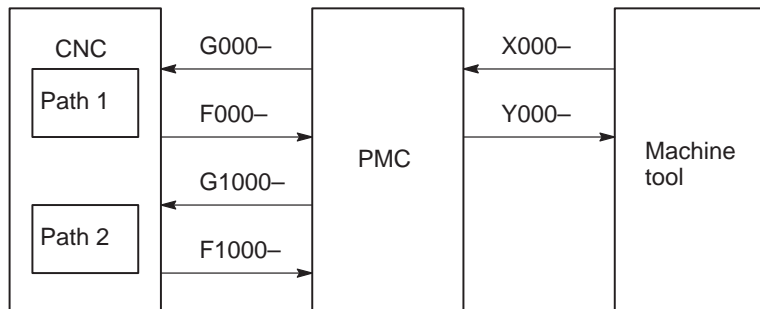 CNC
G000–
X000–
Path 1
F000–
Y000–
PMC
Machine
tool
G1000–
Path 2
F1000–